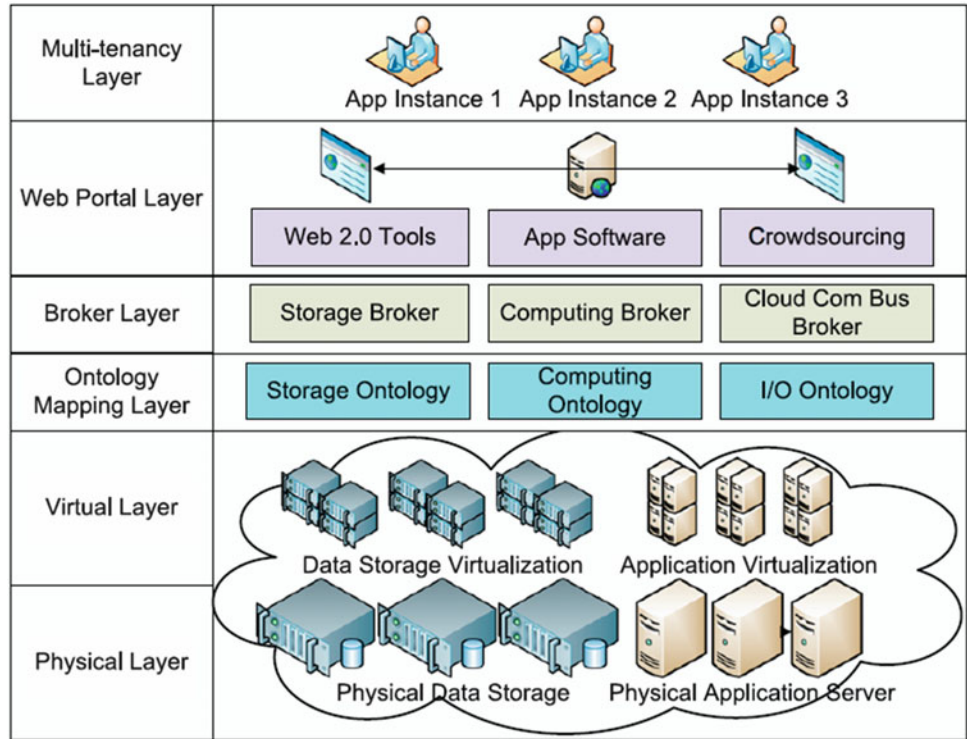 Multi-tenancy
Layer
App Instance 1
App Instance 2
App Instance 3
Web Portal Layer
Web 2.0 Tools
App Software
Crowdsourcing
Broker Layer
Storage Broker
Computing Broker
Cloud Com Bus
Broker
Ontology
Mapping Layer
Storage Ontology
Computing
Ontology
I/O Ontology
Virtual Layer
Data Storage Virtualization
Application Virtualization
Physical Layer
Physical Data Storage
Physical Application Server